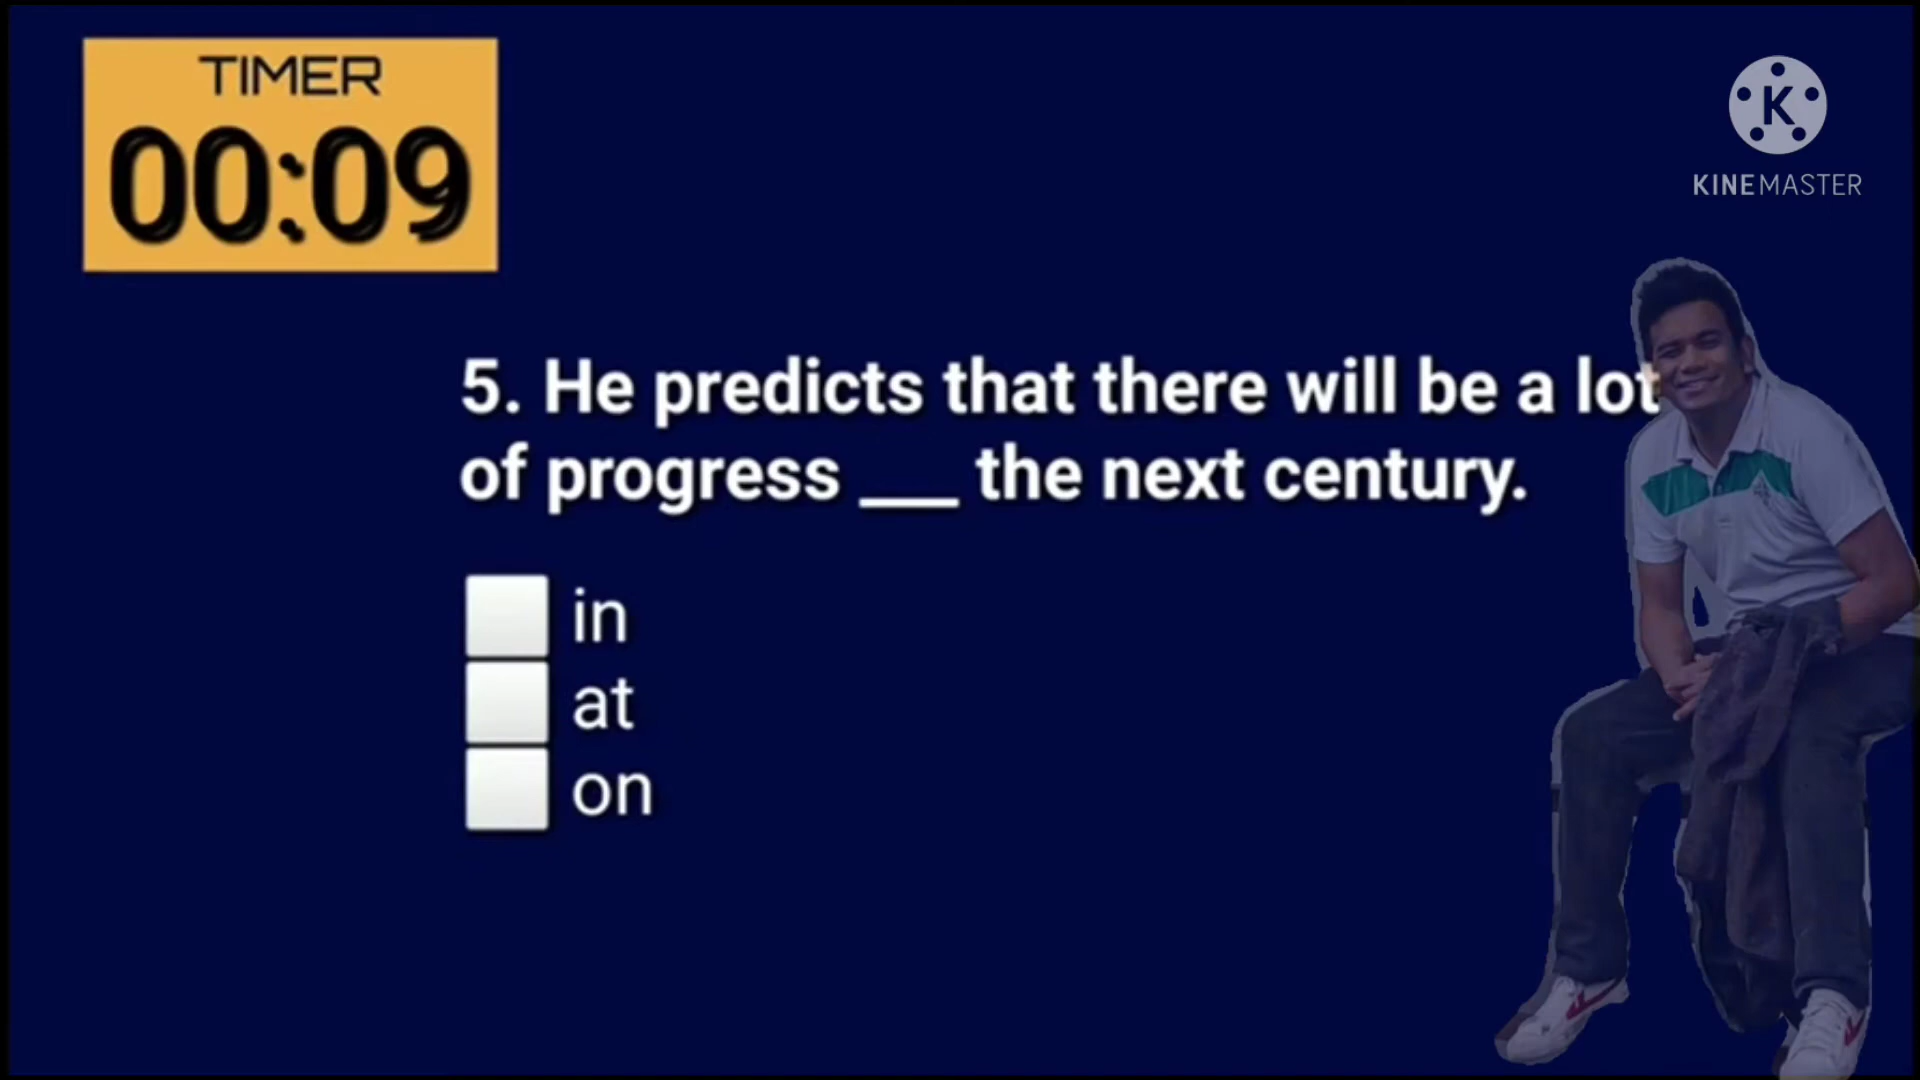 TIMER
00:09
KINEMASTER
5. He predicts that there will be a lot
of progress ___ the next century.
in
at
on